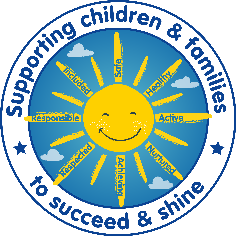 Supporting children & families
Safe
Healthy
Active
Nurtured
Achieving
Respected
Responsible
Included
to succeed & shine